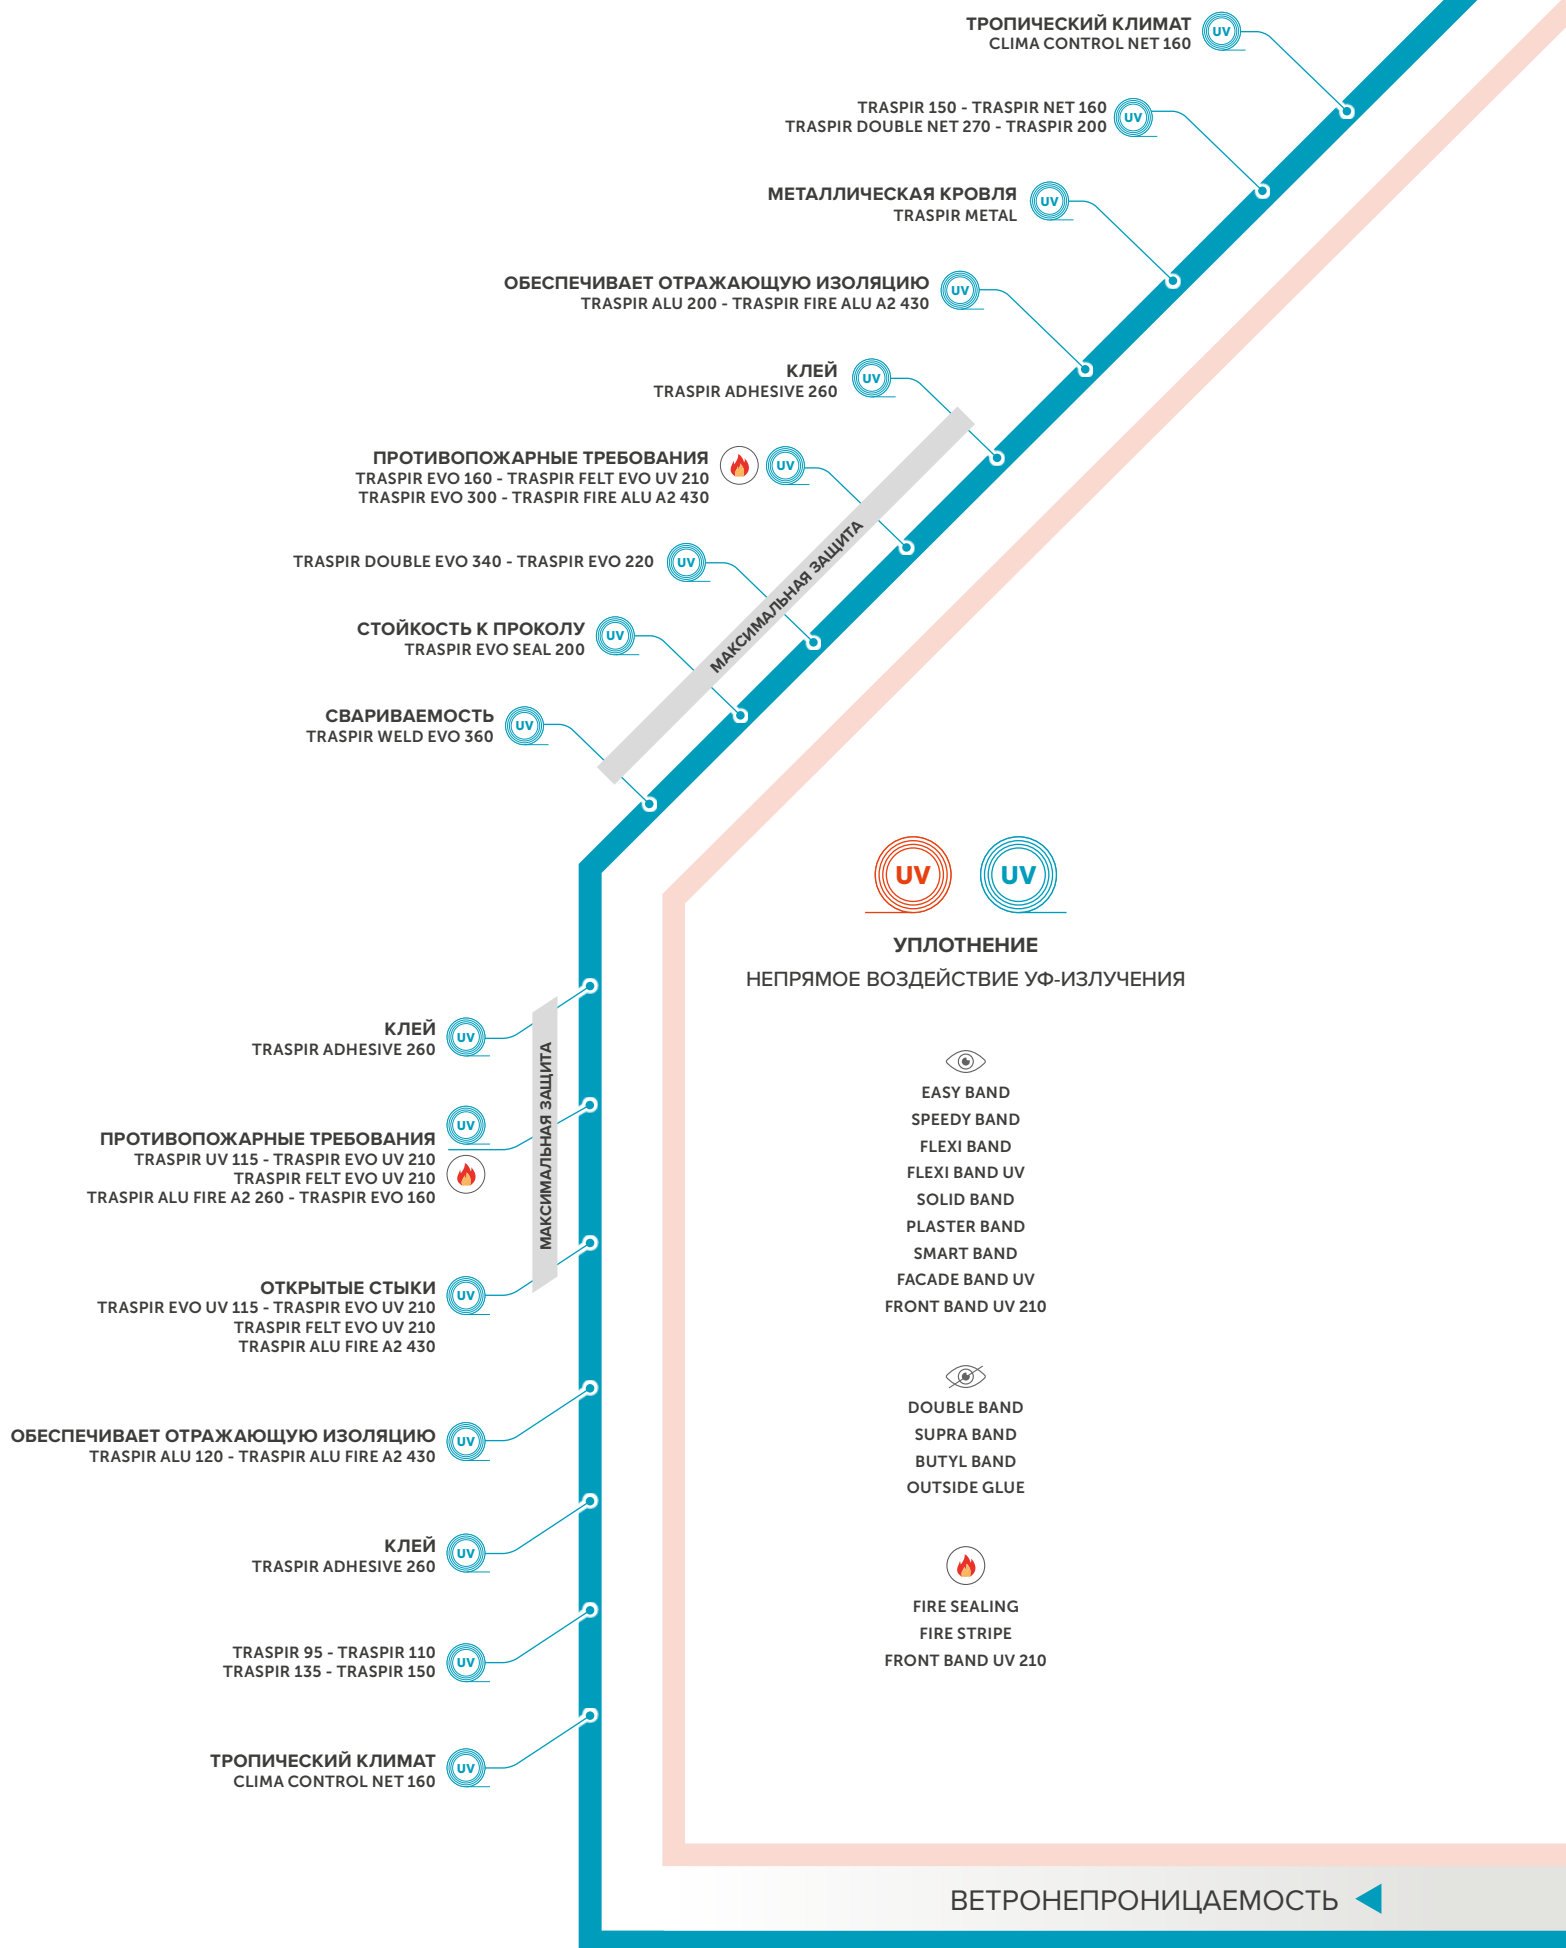 ТРОПИЧЕСКИЙ КЛИМАТ
CLIMA CONTROL NET 160
UV
TRASPIR 150 - TRASPIR NET 160
TRASPIR DOUBLE NET 270 - TRASPIR 200
UV
МЕТАЛЛИЧЕСКАЯ КРОВЛЯ
TRASPIR METAL
UV
ОБЕСПЕЧИВАЕТ ОТРАЖАЮЩУЮ ИЗОЛЯЦИЮ
TRASPIR ALU 200 - TRASPIR FIRE ALU A2 430
UV
КЛЕЙ
TRASPIR ADHESIVE 260
UV
ПРОТИВОПОЖАРНЫЕ ТРЕБОВАНИЯ
TRASPIR EVO 160 - TRASPIR FELT EVO UV 210
TRASPIR EVO 300 - TRASPIR FIRE ALU A2 430
UV
TRASPIR DOUBLE EVO 340 - TRASPIR EVO 220
UV
СТОЙКОСТЬ К ПРОКОЛУ
TRASPIR EVO SEAL 200
UV
СВАРИВАЕМОСТЬ
TRASPIR WELD EVO 360
UV
МАКСИМАЛЬНАЯ ЗАЩИТА
КЛЕЙ
TRASPIR ADHESIVE 260
UV
ПРОТИВОПОЖАРНЫЕ ТРЕБОВАНИЯ
TRASPIR UV 115 - TRASPIR EVO UV 210
TRASPIR FELT EVO UV 210
TRASPIR ALU FIRE A2 260 - TRASPIR EVO 160
UV
ОТКРЫТЫЕ СТЫКИ
TRASPIR EVO UV 115 - TRASPIR EVO UV 210
TRASPIR FELT EVO UV 210
TRASPIR ALU FIRE A2 430
UV
МАКСИМАЛЬНАЯ ЗАЩИТА
ОБЕСПЕЧИВАЕТ ОТРАЖАЮЩУЮ ИЗОЛЯЦИЮ
TRASPIR ALU 120 - TRASPIR ALU FIRE A2 430
UV
КЛЕЙ
TRASPIR ADHESIVE 260
UV
TRASPIR 95 - TRASPIR 110
TRASPIR 135 - TRASPIR 150
UV
ТРОПИЧЕСКИЙ КЛИМАТ
CLIMA CONTROL NET 160
UV
UV UV
УПЛОТНЕНИЕ
НЕПРЯМОЕ ВОЗДЕЙСТВИЕ УФ-ИЗЛУЧЕНИЯ
EASY BAND
SPEEDY BAND
FLEXI BAND
FLEXI BAND UV
SOLID BAND
PLASTER BAND
SMART BAND
FACADE BAND UV
FRONT BAND UV 210
DOUBLE BAND
SUPRA BAND
BUTYL BAND
OUTSIDE GLUE
FIRE SEALING
FIRE STRIPE
FRONT BAND UV 210
ВЕТРОНЕПРОНИЦАЕМОСТЬ